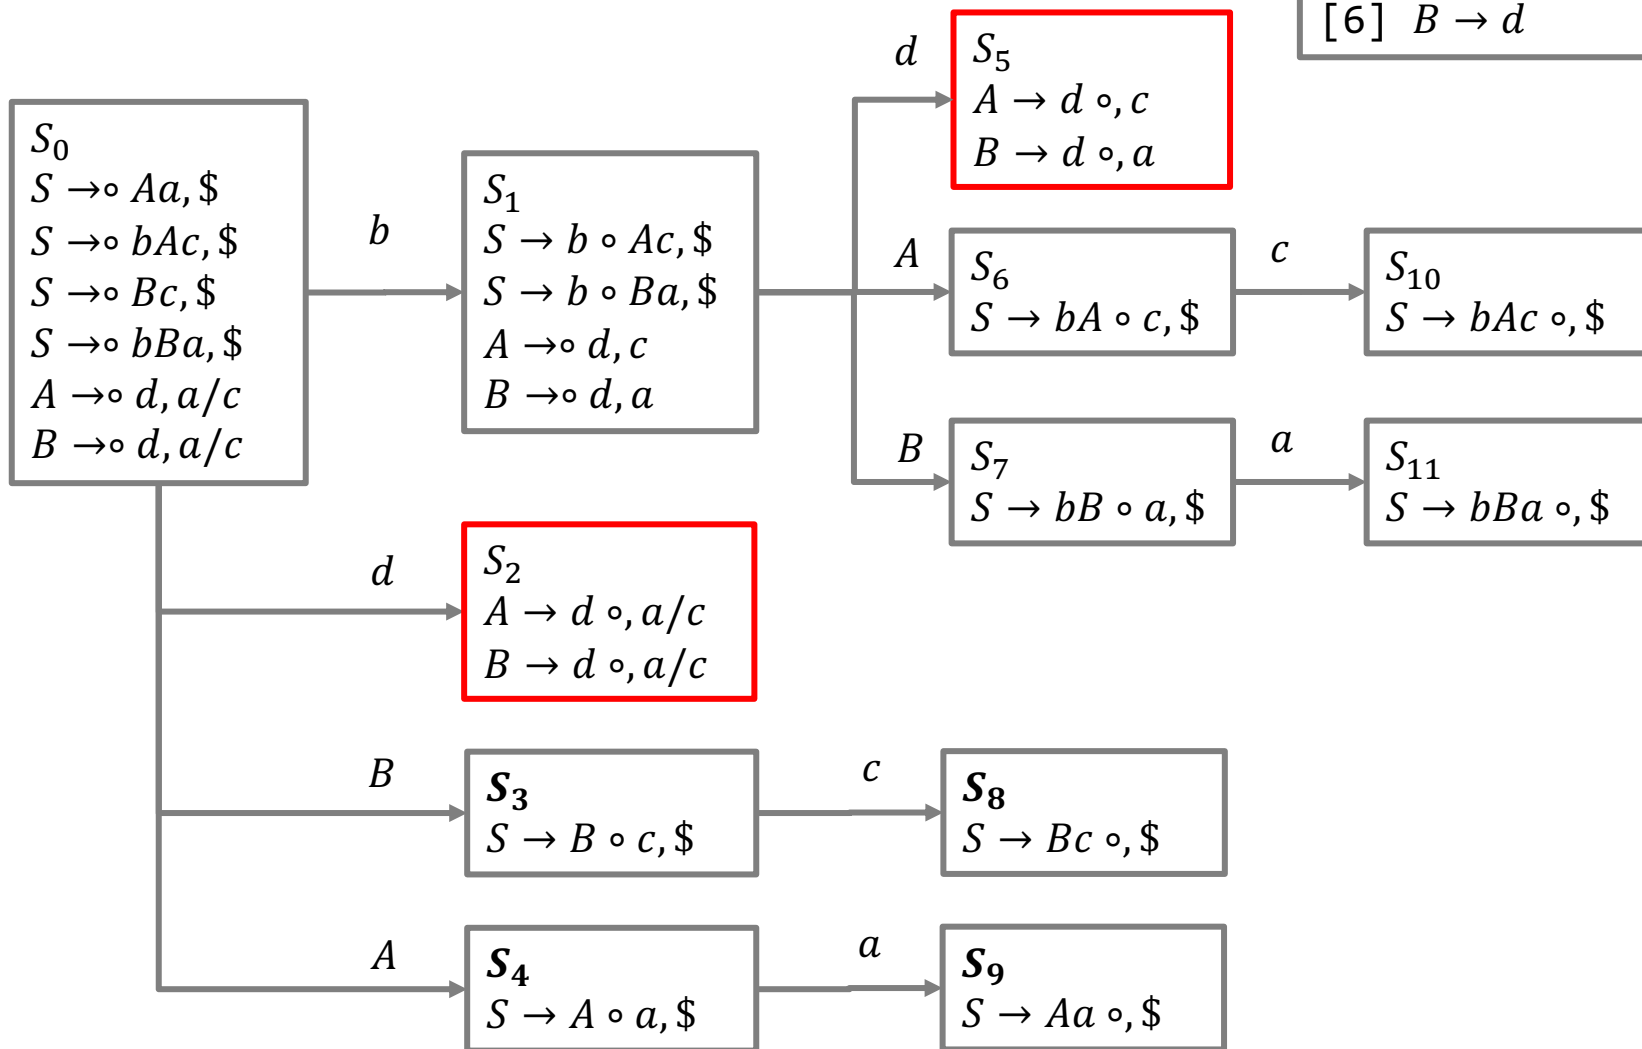 [6] B → d
S₀
S →∘ Aa, $
S →∘ bAc, $
S →∘ Bc, $
S →∘ bBa, $
A →∘ d, a/c
B →∘ d, a/c
b
S₁
S → b ∘ Ac, $
S → b ∘ Ba, $
A →∘ d, c
B →∘ d, a
d
S₅
A → d ∘, c
B → d ∘, a
A
S₆
S → bA ∘ c, $
c
S₁₀
S → bAc ∘, $
B
S₇
S → bB ∘ a, $
a
S₁₁
S → bBa ∘, $
d
S₂
A → d ∘, a/c
B → d ∘, a/c
B
S₃
S → B ∘ c, $
c
S₈
S → Bc ∘, $
A
S₄
S → A ∘ a, $
a
S₉
S → Aa ∘, $